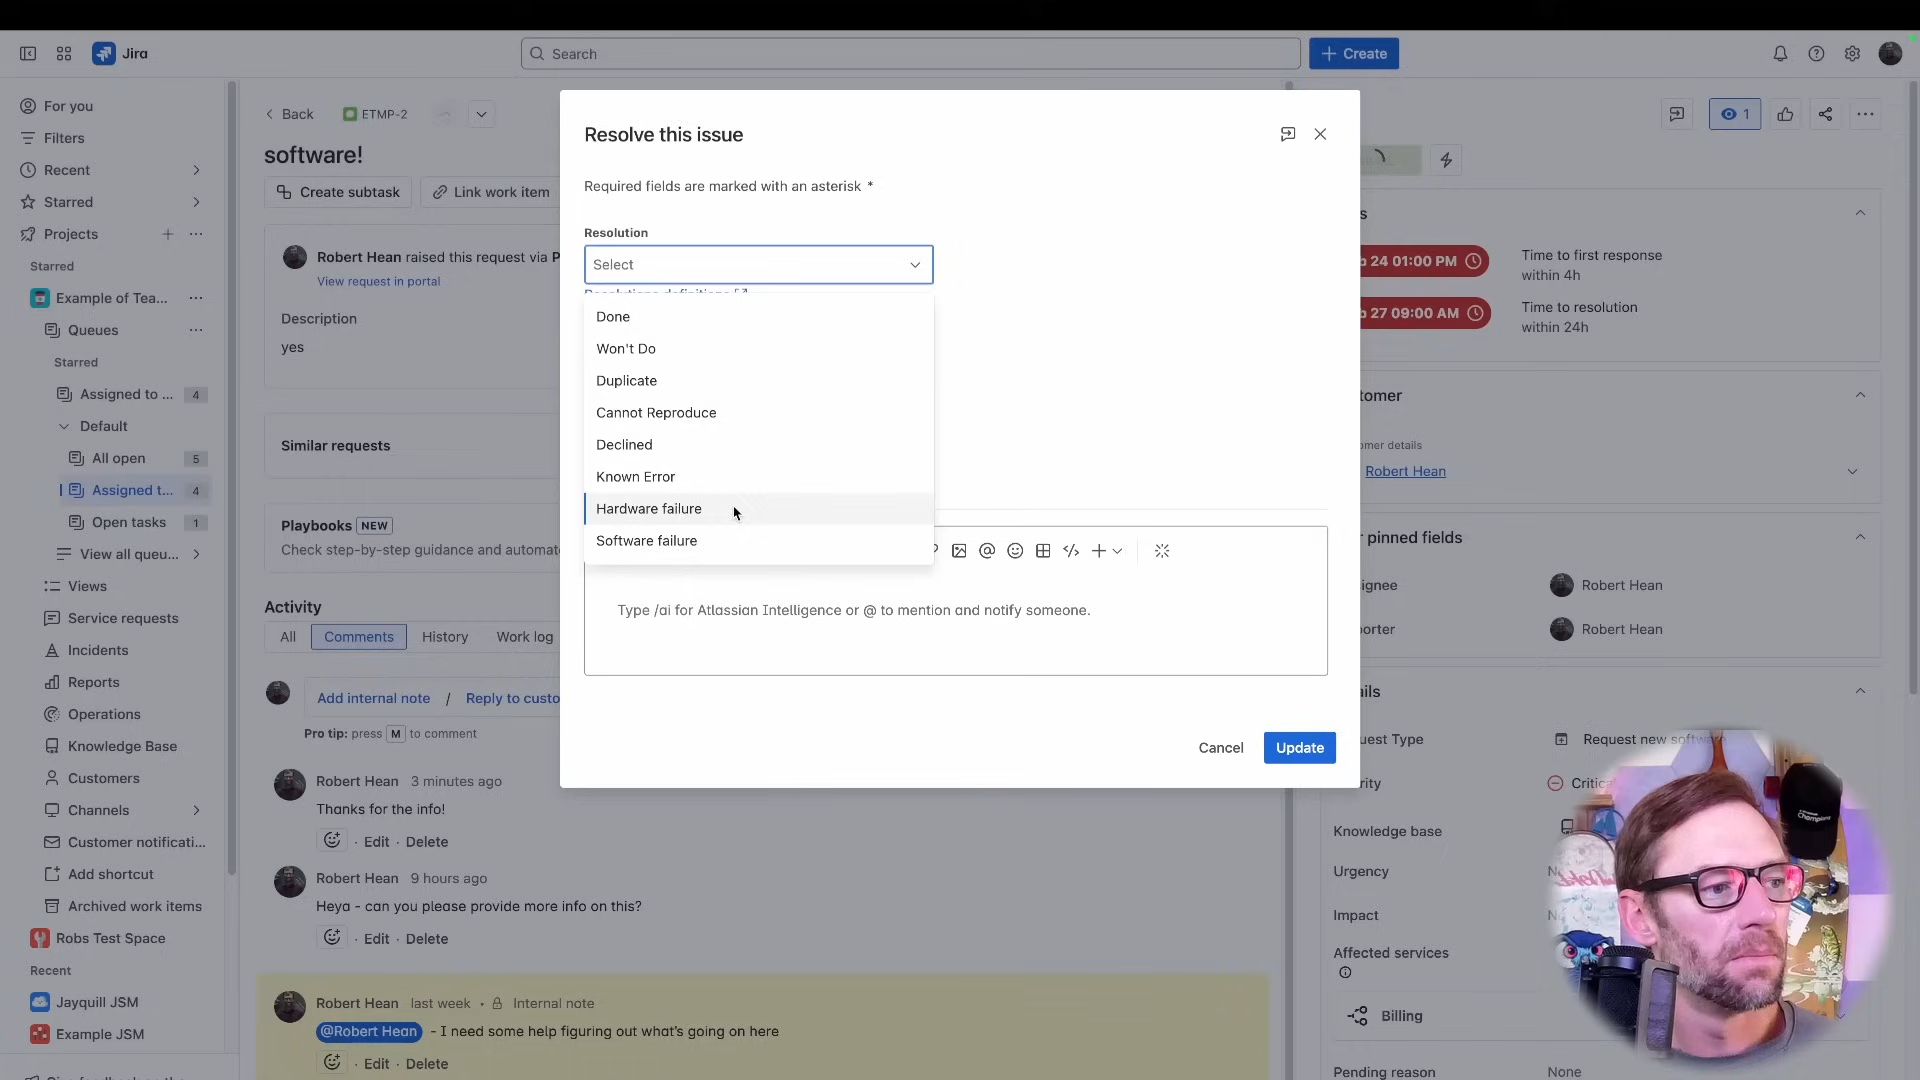 Jira
Search
Create
For you
Filters
Recent
Starred
Projects
Starred
Example of Tea...
Queues
Starred
Assigned to ... 4
Default
All open 5
Assigned t... 4
Open tasks 1
View all queu...
Views
Service requests
Incidents
Reports
Operations
Knowledge Base
Customers
Channels
Customer notificati...
Add shortcut
Archived work items
Robs Test Space
Recent
Jayquill JSM
Example JSM
Back
ETMP-2
software!
Create subtask
Link work item
Robert Hean raised this request via P
View request in portal
Description
yes
Similar requests
Playbooks NEW
Check step-by-step guidance and automate
Activity
All Comments History Work log
Add internal note / Reply to custo
Pro tip: press M to comment
Robert Hean 3 minutes ago
Thanks for the info!
· Edit · Delete
Robert Hean 9 hours ago
Heya - can you please provide more info on this?
· Edit · Delete
Robert Hean last week • Internal note
@Robert Hean - I need some help figuring out what's going on here
· Edit · Delete
Resolve this issue
Required fields are marked with an asterisk *
Resolution
Select
Done
Won't Do
Duplicate
Cannot Reproduce
Declined
Known Error
Hardware failure
Software failure
Type /ai for Atlassian Intelligence or @ to mention and notify someone.
Cancel
Update
1
s
24 01:00 PM
Time to first response
within 4h
27 09:00 AM
Time to resolution
within 24h
tomer
omer details
Robert Hean
r pinned fields
ignee
Robert Hean
orter
Robert Hean
ails
uest Type
Request new software
rity
Critica
Knowledge base
Urgency
Impact
Affected services
Billing
Pending reason
None